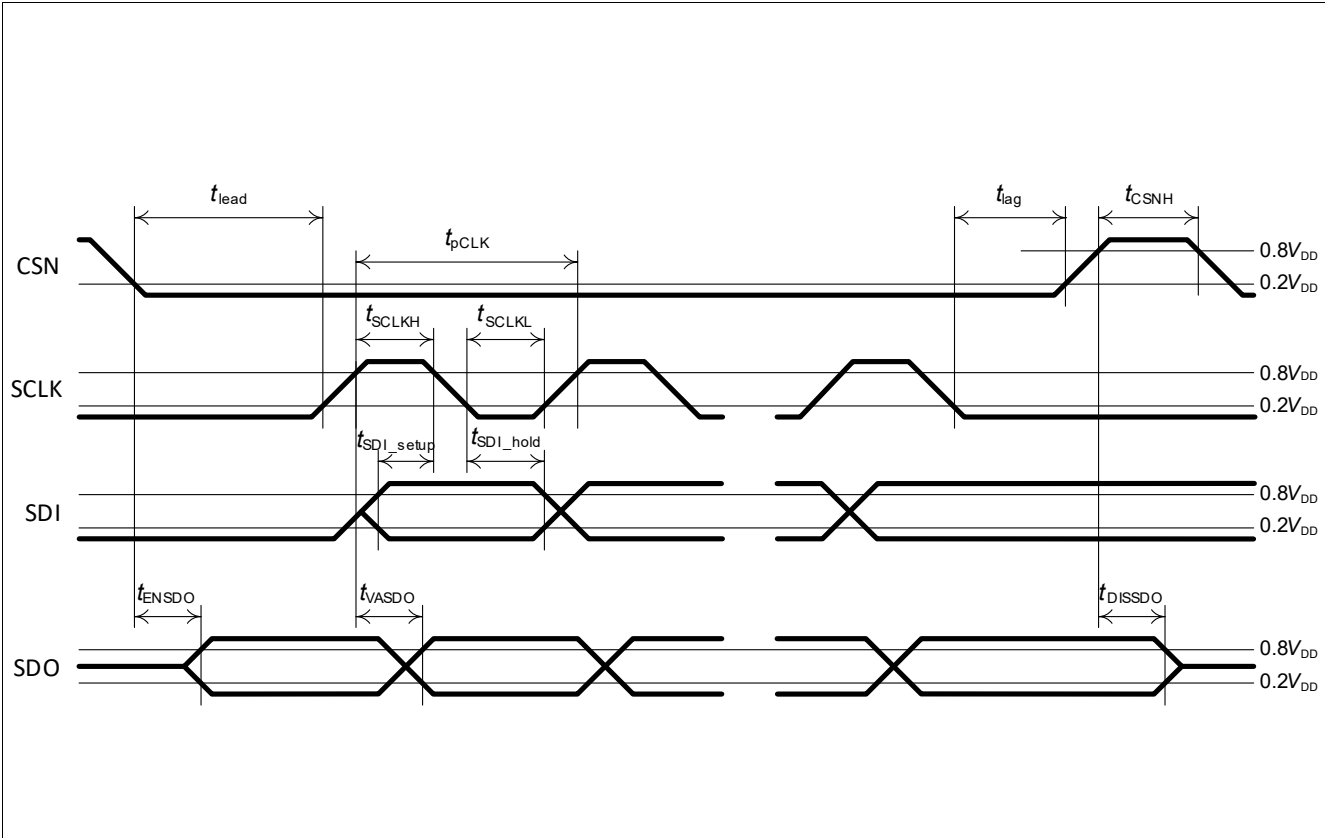 tlead
tlag
tCSNH
tpCLK
CSN
0.8VDD
0.2VDD
tSCLKH
tSCLKL
SCLK
0.8VDD
0.2VDD
tSDI_setup
tSDI_hold
SDI
0.8VDD
0.2VDD
tENSDO
tVASDO
tDISSDO
SDO
0.8VDD
0.2VDD